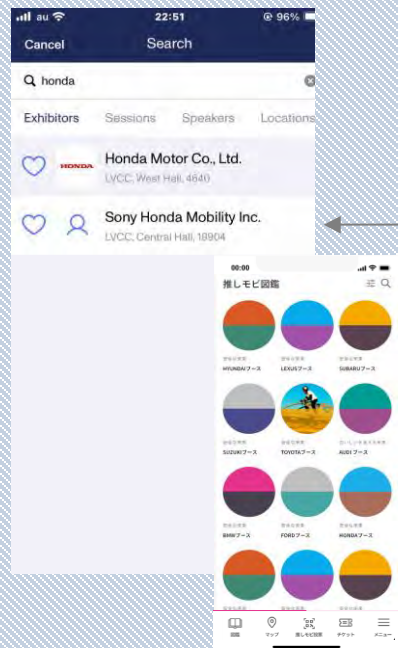 au 22:51 96%
Cancel Search
honda
Exhibitors Sessions Speakers Locations
HONDA
Honda Motor Co., Ltd.
LVCC, West Hall, 4640
Sony Honda Mobility Inc.
LVCC, Central Hall, 19904
00:00
推しモビ図鑑
HYUNDAIブース LEXUSブース SUBARUブース
SUZUKIブース TOYOTAブース AUDIブース
BMWブース FORDブース HONDAブース
図鑑 マップ 推しモビ図鑑 チケット メニュー